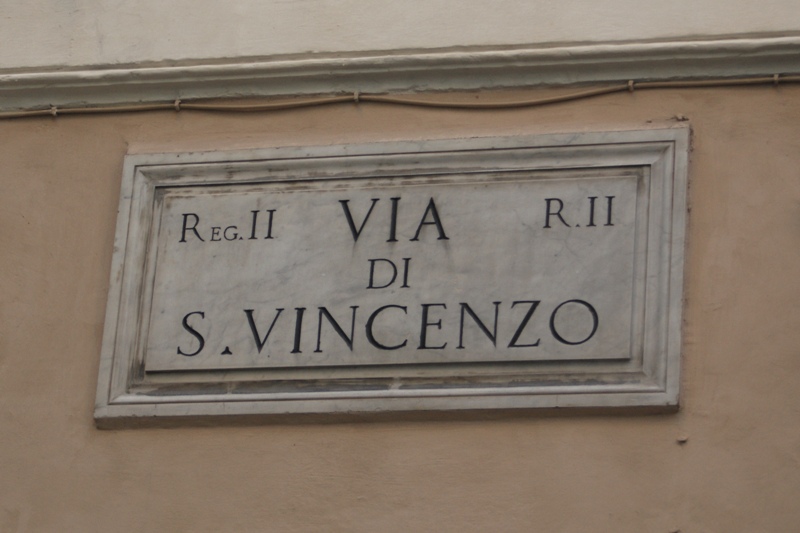 Reg. II VIA R. II
DI
S. VINCENZO